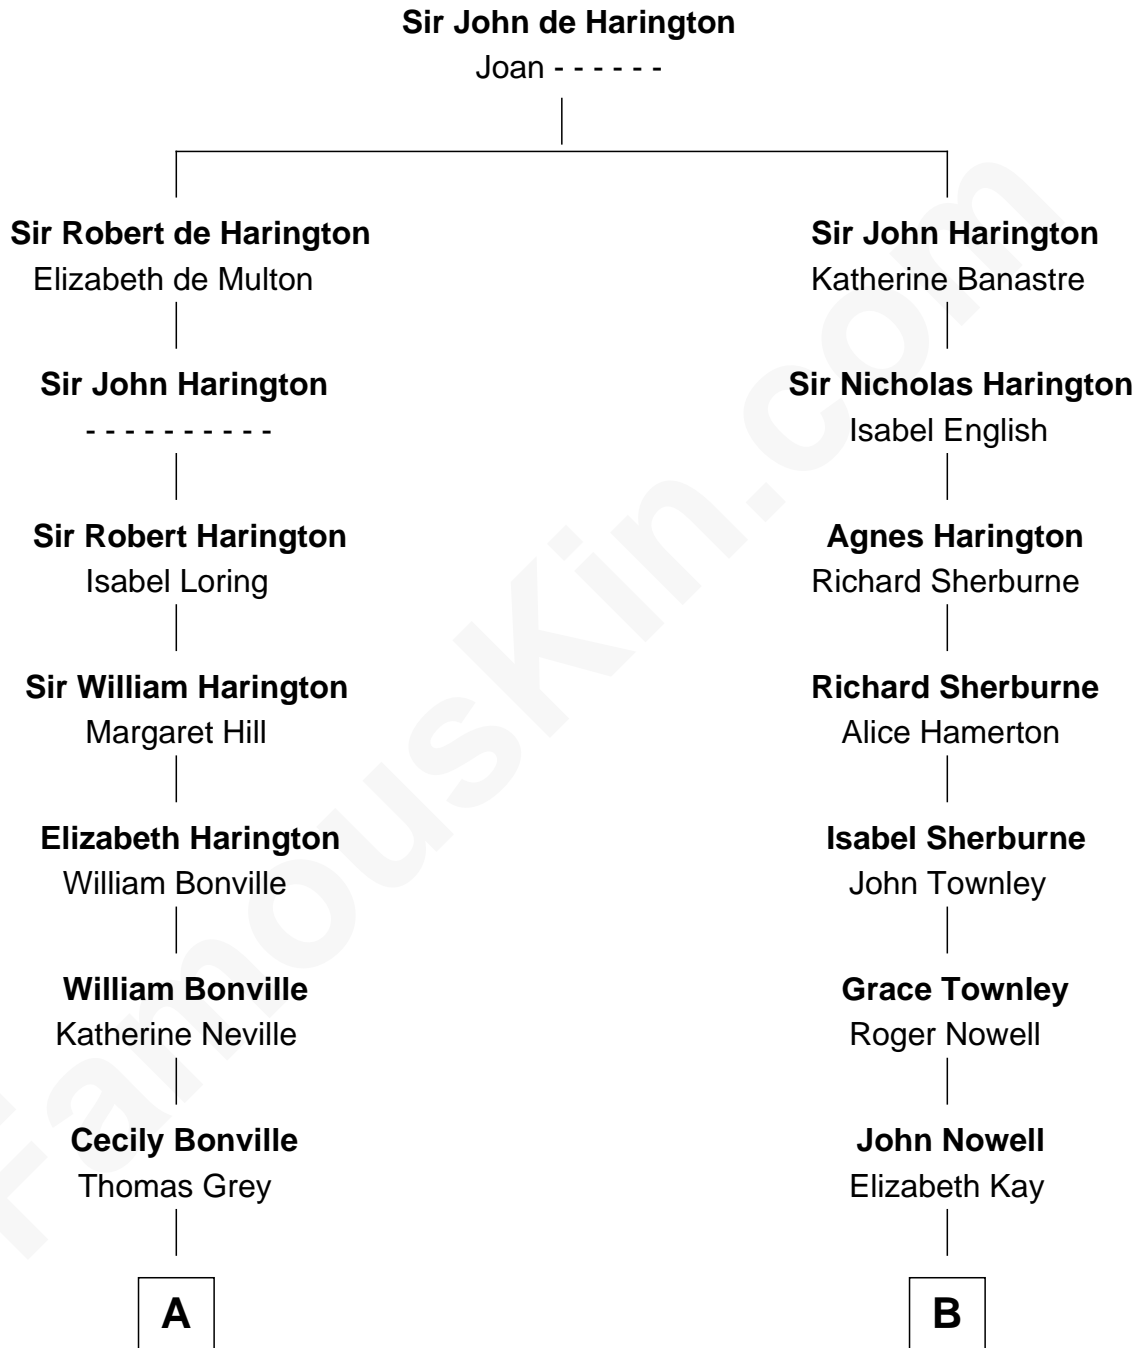 Sir John de Harington
Joan - - - - - -
Sir Robert de Harington
Elizabeth de Multon
Sir John Harington
- - - - - - - - - -
Sir Robert Harington
Isabel Loring
Sir William Harington
Margaret Hill
Elizabeth Harington
William Bonville
William Bonville
Katherine Neville
Cecily Bonville
Thomas Grey
A
Sir John Harington
Katherine Banastre
Sir Nicholas Harington
Isabel English
Agnes Harington
Richard Sherburne
Richard Sherburne
Alice Hamerton
Isabel Sherburne
John Townley
Grace Townley
Roger Nowell
John Nowell
Elizabeth Kay
B
FamousKin.com